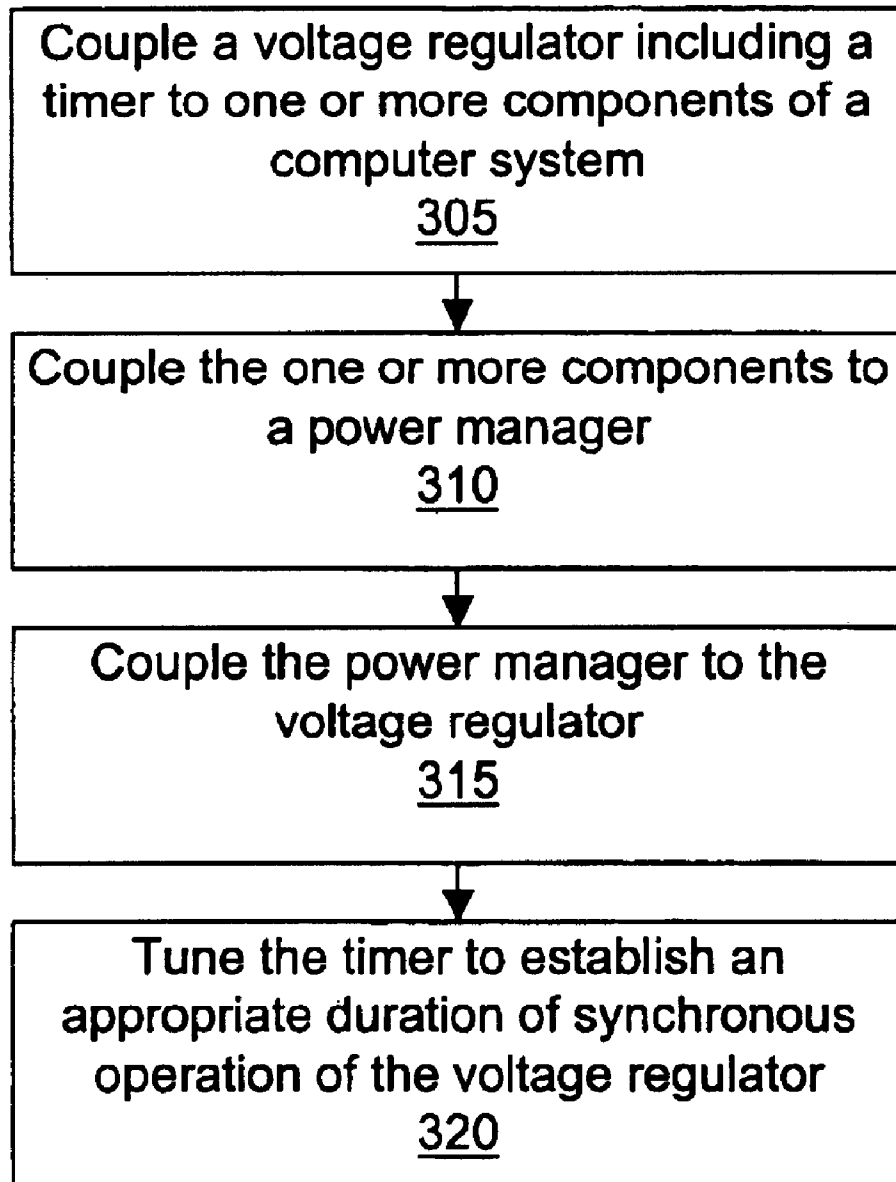 Couple a voltage regulator including a
timer to one or more components of a
computer system
305
Couple the one or more components to
a power manager
310
Couple the power manager to the
voltage regulator
315
Tune the timer to establish an
appropriate duration of synchronous
operation of the voltage regulator
320